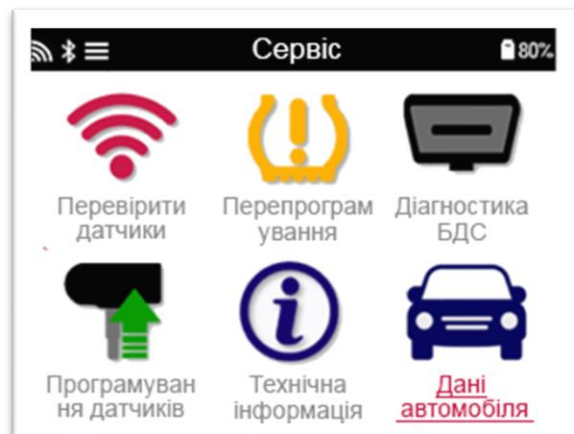 Сервіс
80%
Перевірити
датчики
Перепрограм
ування
Діагностика
БДС
Програмуван
ня датчиків
Технічна
інформація
Дані
автомобіля